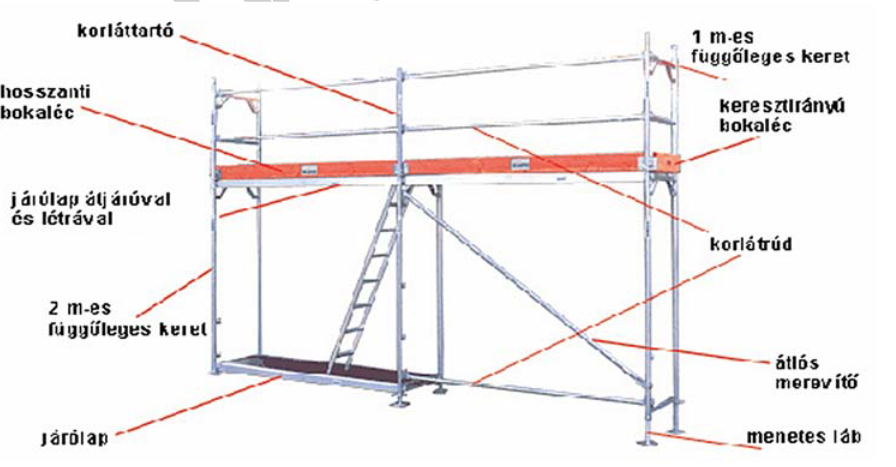 korláttartó
1 m-es
függőleges keret
hosszanti
bokaléc
keresztirányú
bokaléc
járólap átjáróval
és létrával
korlátrúd
2 m-es
függőleges keret
átlós
merevítő
járólap
menetes láb